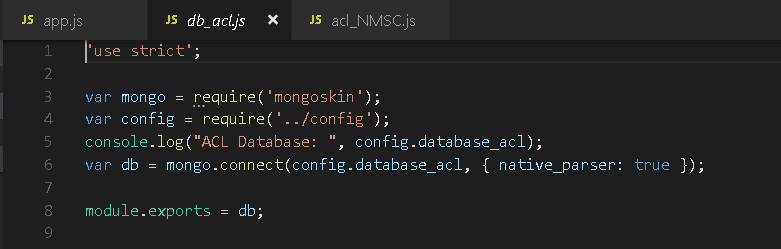 JS app.js JS db_acl.js × JS acl_NMSC.js
1 'use strict';
2
3 var mongo = require('mongoskin');
4 var config = require('../config');
5 console.log("ACL Database: ", config.database_acl);
6 var db = mongo.connect(config.database_acl, { native_parser: true });
7
8 module.exports = db;
9